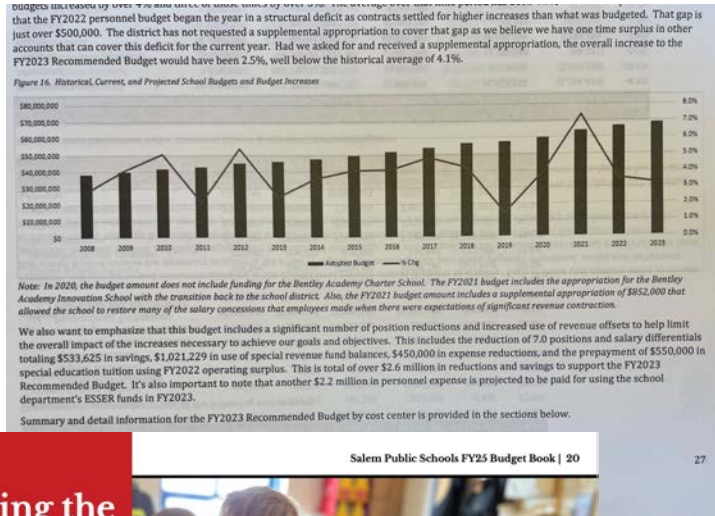 that the FY2022 personnel budget began the year in a structural deficit as contracts settled for higher increases than what was budgeted. That gap is
just over $500,000. The district has not requested a supplemental appropriation to cover that gap as we believe we have one time surplus in other
accounts that can cover this deficit for the current year. Had we asked for and received a supplemental appropriation, the overall increase to the
FY2023 Recommended Budget would have been 2.5%, well below the historical average of 4.1%.
Figure 16. Historical, Current, and Projected School Budgets and Budget Increases
$80,000,000 8.0%
$70,000,000 7.0%
$60,000,000 6.0%
$50,000,000 5.0%
$40,000,000 4.0%
$30,000,000 3.0%
$20,000,000 2.0%
$10,000,000 1.0%
$0 0.0%
2008 2009 2010 2011 2012 2013 2014 2015 2016 2017 2018 2019 2020 2021 2022 2023
Adopted Budget % Chg
Note: In 2020, the budget amount does not include funding for the Bentley Academy Charter School. The FY2021 budget includes the appropriation for the Bentley
Academy Innovation School with the transition back to the school district. Also, the FY2021 budget amount includes a supplemental appropriation of $852,000 that
allowed the school to restore many of the salary concessions that employees made when there were expectations of significant revenue contraction.
We also want to emphasize that this budget includes a significant number of position reductions and increased use of revenue offsets to help limit
the overall impact of the increases necessary to achieve our goals and objectives. This includes the reduction of 7.0 positions and salary differentials
totaling $533,625 in savings, $1,021,229 in use of special revenue fund balances, $450,000 in expense reductions, and the prepayment of $550,000 in
special education tuition using FY2022 operating surplus. This is total of over $2.6 million in reductions and savings to support the FY2023
Recommended Budget. It's also important to note that another $2.2 million in personnel expense is projected to be paid for using the school
department's ESSER funds in FY2023.
Summary and detail information for the FY2023 Recommended Budget by cost center is provided in the sections below.
Salem Public Schools FY25 Budget Book | 20
27
ing the